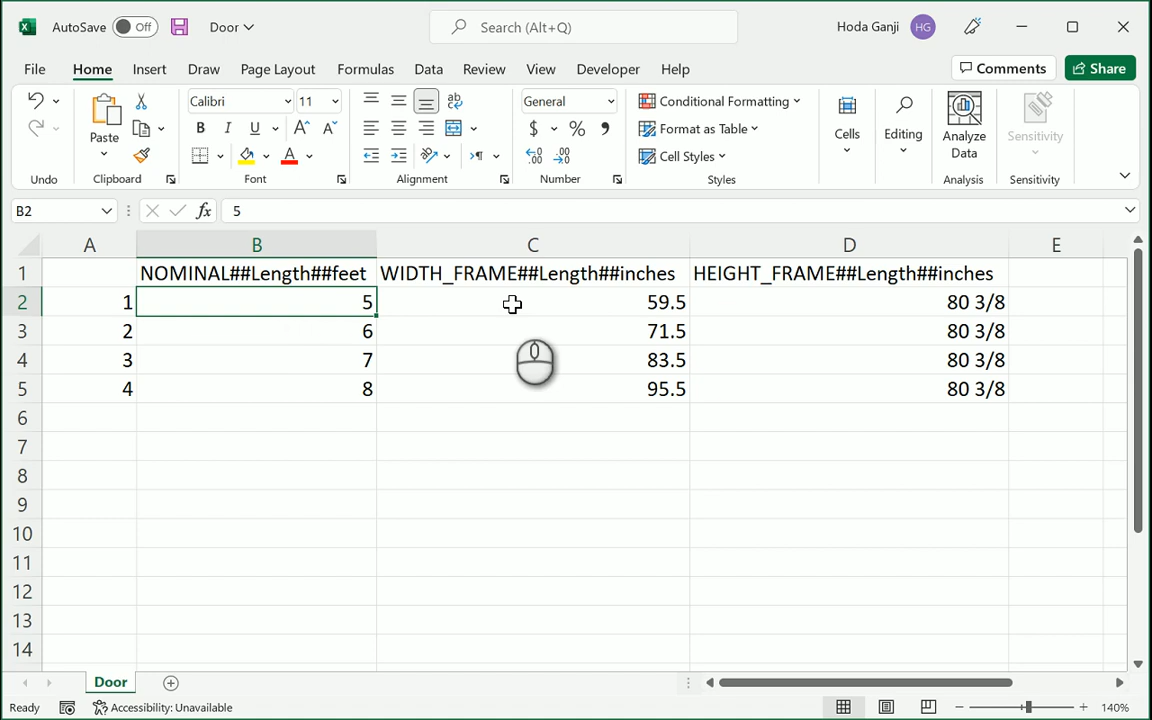 AutoSave Off Door Search (Alt+Q) Hoda Ganji HG
File Home Insert Draw Page Layout Formulas Data Review View Developer Help Comments Share
Paste Calibri 11 General Conditional Formatting Format as Table Cell Styles Cells Editing Analyze Data Sensitivity
Undo Clipboard Font Alignment Number Styles Analysis Sensitivity
B2 fx 5
A B C D E
1 NOMINAL##Length##feet WIDTH_FRAME##Length##inches HEIGHT_FRAME##Length##inches
2 1 5 59.5 80 3/8
3 2 6 71.5 80 3/8
4 3 7 83.5 80 3/8
5 4 8 95.5 80 3/8
6
7
8
9
10
11
12
13
14
Door
Ready Accessibility: Unavailable 140%